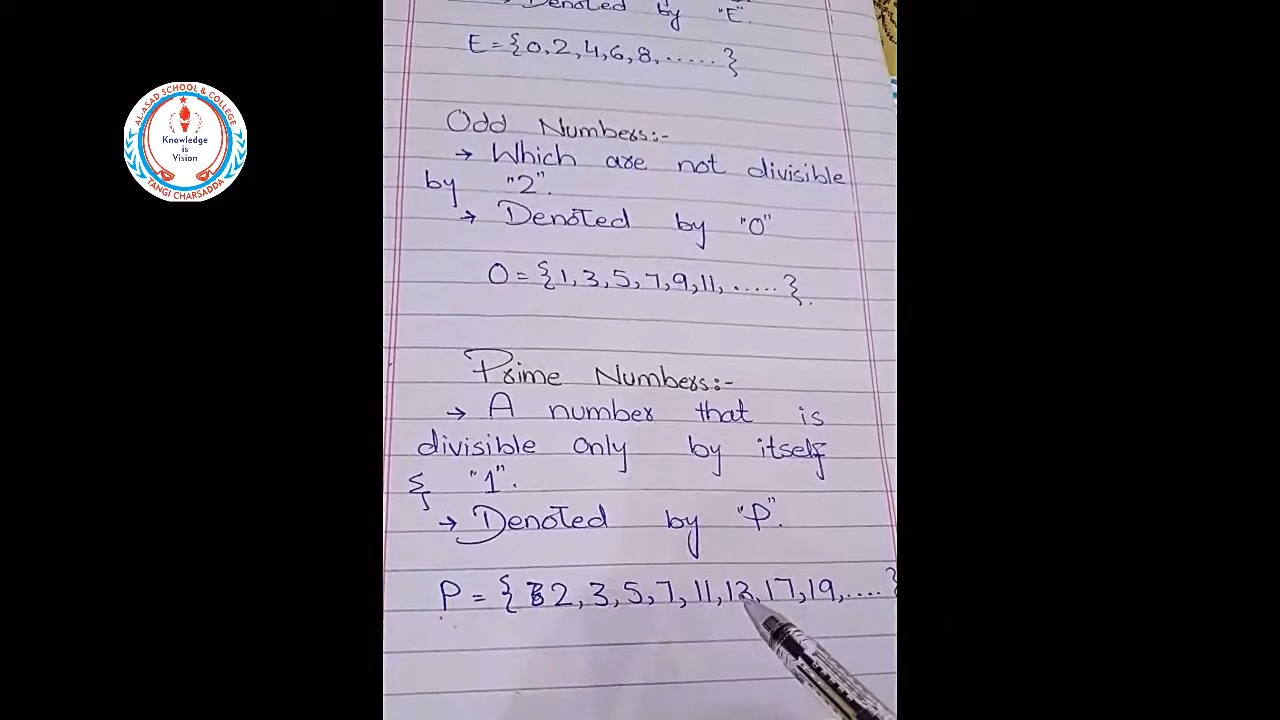 → Denoted by "E".
E = {0, 2, 4, 6, 8, ...... }
Odd Numbers:-
→ Which are not divisible
by "2".
→ Denoted by "O"
O = {1, 3, 5, 7, 9, 11, ..... }.
Prime Numbers:-
→ A number that is
divisible only by itself
& "1".
→ Denoted by "P".
P = { 2, 3, 5, 7, 11, 13, 17, 19, .... }
AL-ASAD SCHOOL & COLLEGE
Knowledge
is
Vision
TANGI CHARSADDA